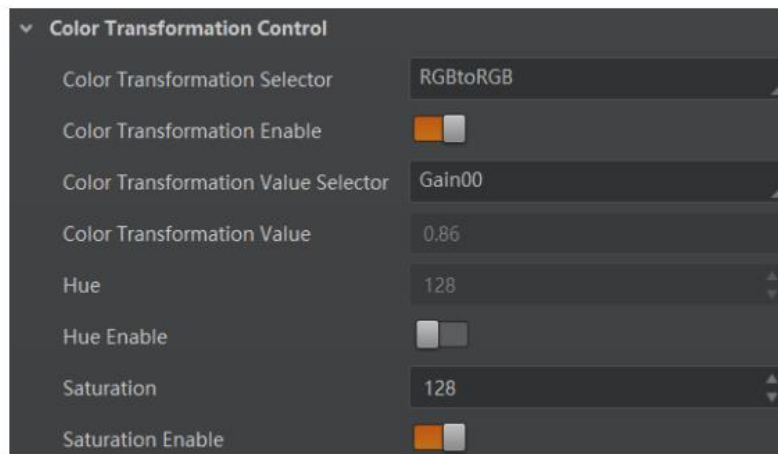 Color Transformation Control
Color Transformation Selector RGBtoRGB
Color Transformation Enable
Color Transformation Value Selector Gain00
Color Transformation Value 0.86
Hue 128
Hue Enable
Saturation 128
Saturation Enable